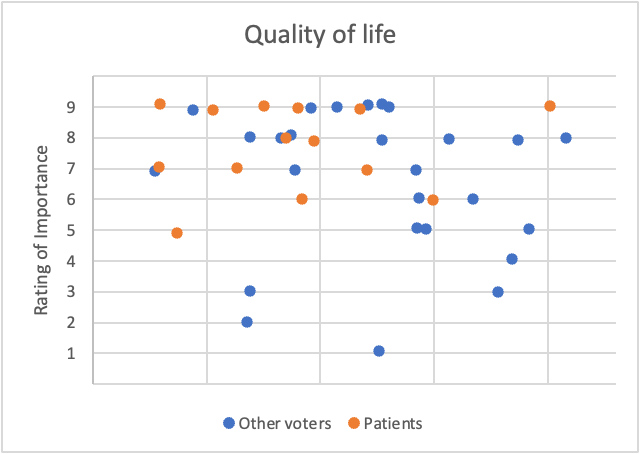 Quality of life
Rating of Importance
9
8
7
6
5
4
3
2
1
Other voters
Patients